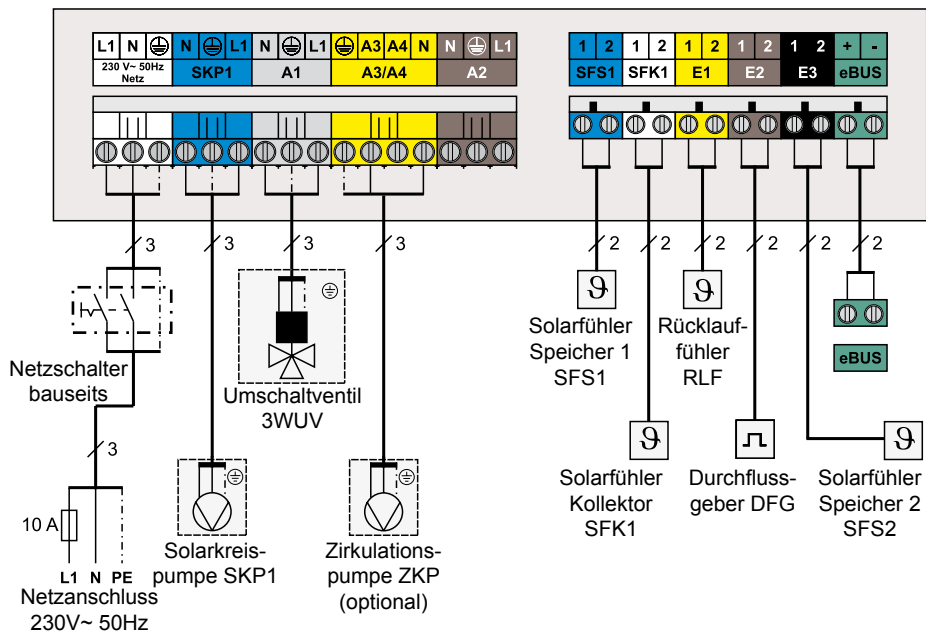 L1 N N L1 N L1 A3 A4 N N L1
230 V~ 50Hz
Netz
SKP1 A1 A3/A4 A2
1 2 1 2 1 2 1 2 1 2 + -
SFS1 SFK1 E1 E2 E3 eBUS
3 3 3 3 2 2 2 2 2 2
Netzschalter
bauseits
Umschaltventil
3WUV
Solarfühler
Speicher 1
SFS1
ϑ
Rücklauf-
fühler
RLF
ϑ
eBUS
3
10 A
L1 N PE
Netzanschluss
230V~ 50Hz
Solarkreis-
pumpe SKP1
Zirkulations-
pumpe ZKP
(optional)
ϑ
Solarfühler
Kollektor
SFK1
Durchfluss-
geber DFG
ϑ
Solarfühler
Speicher 2
SFS2